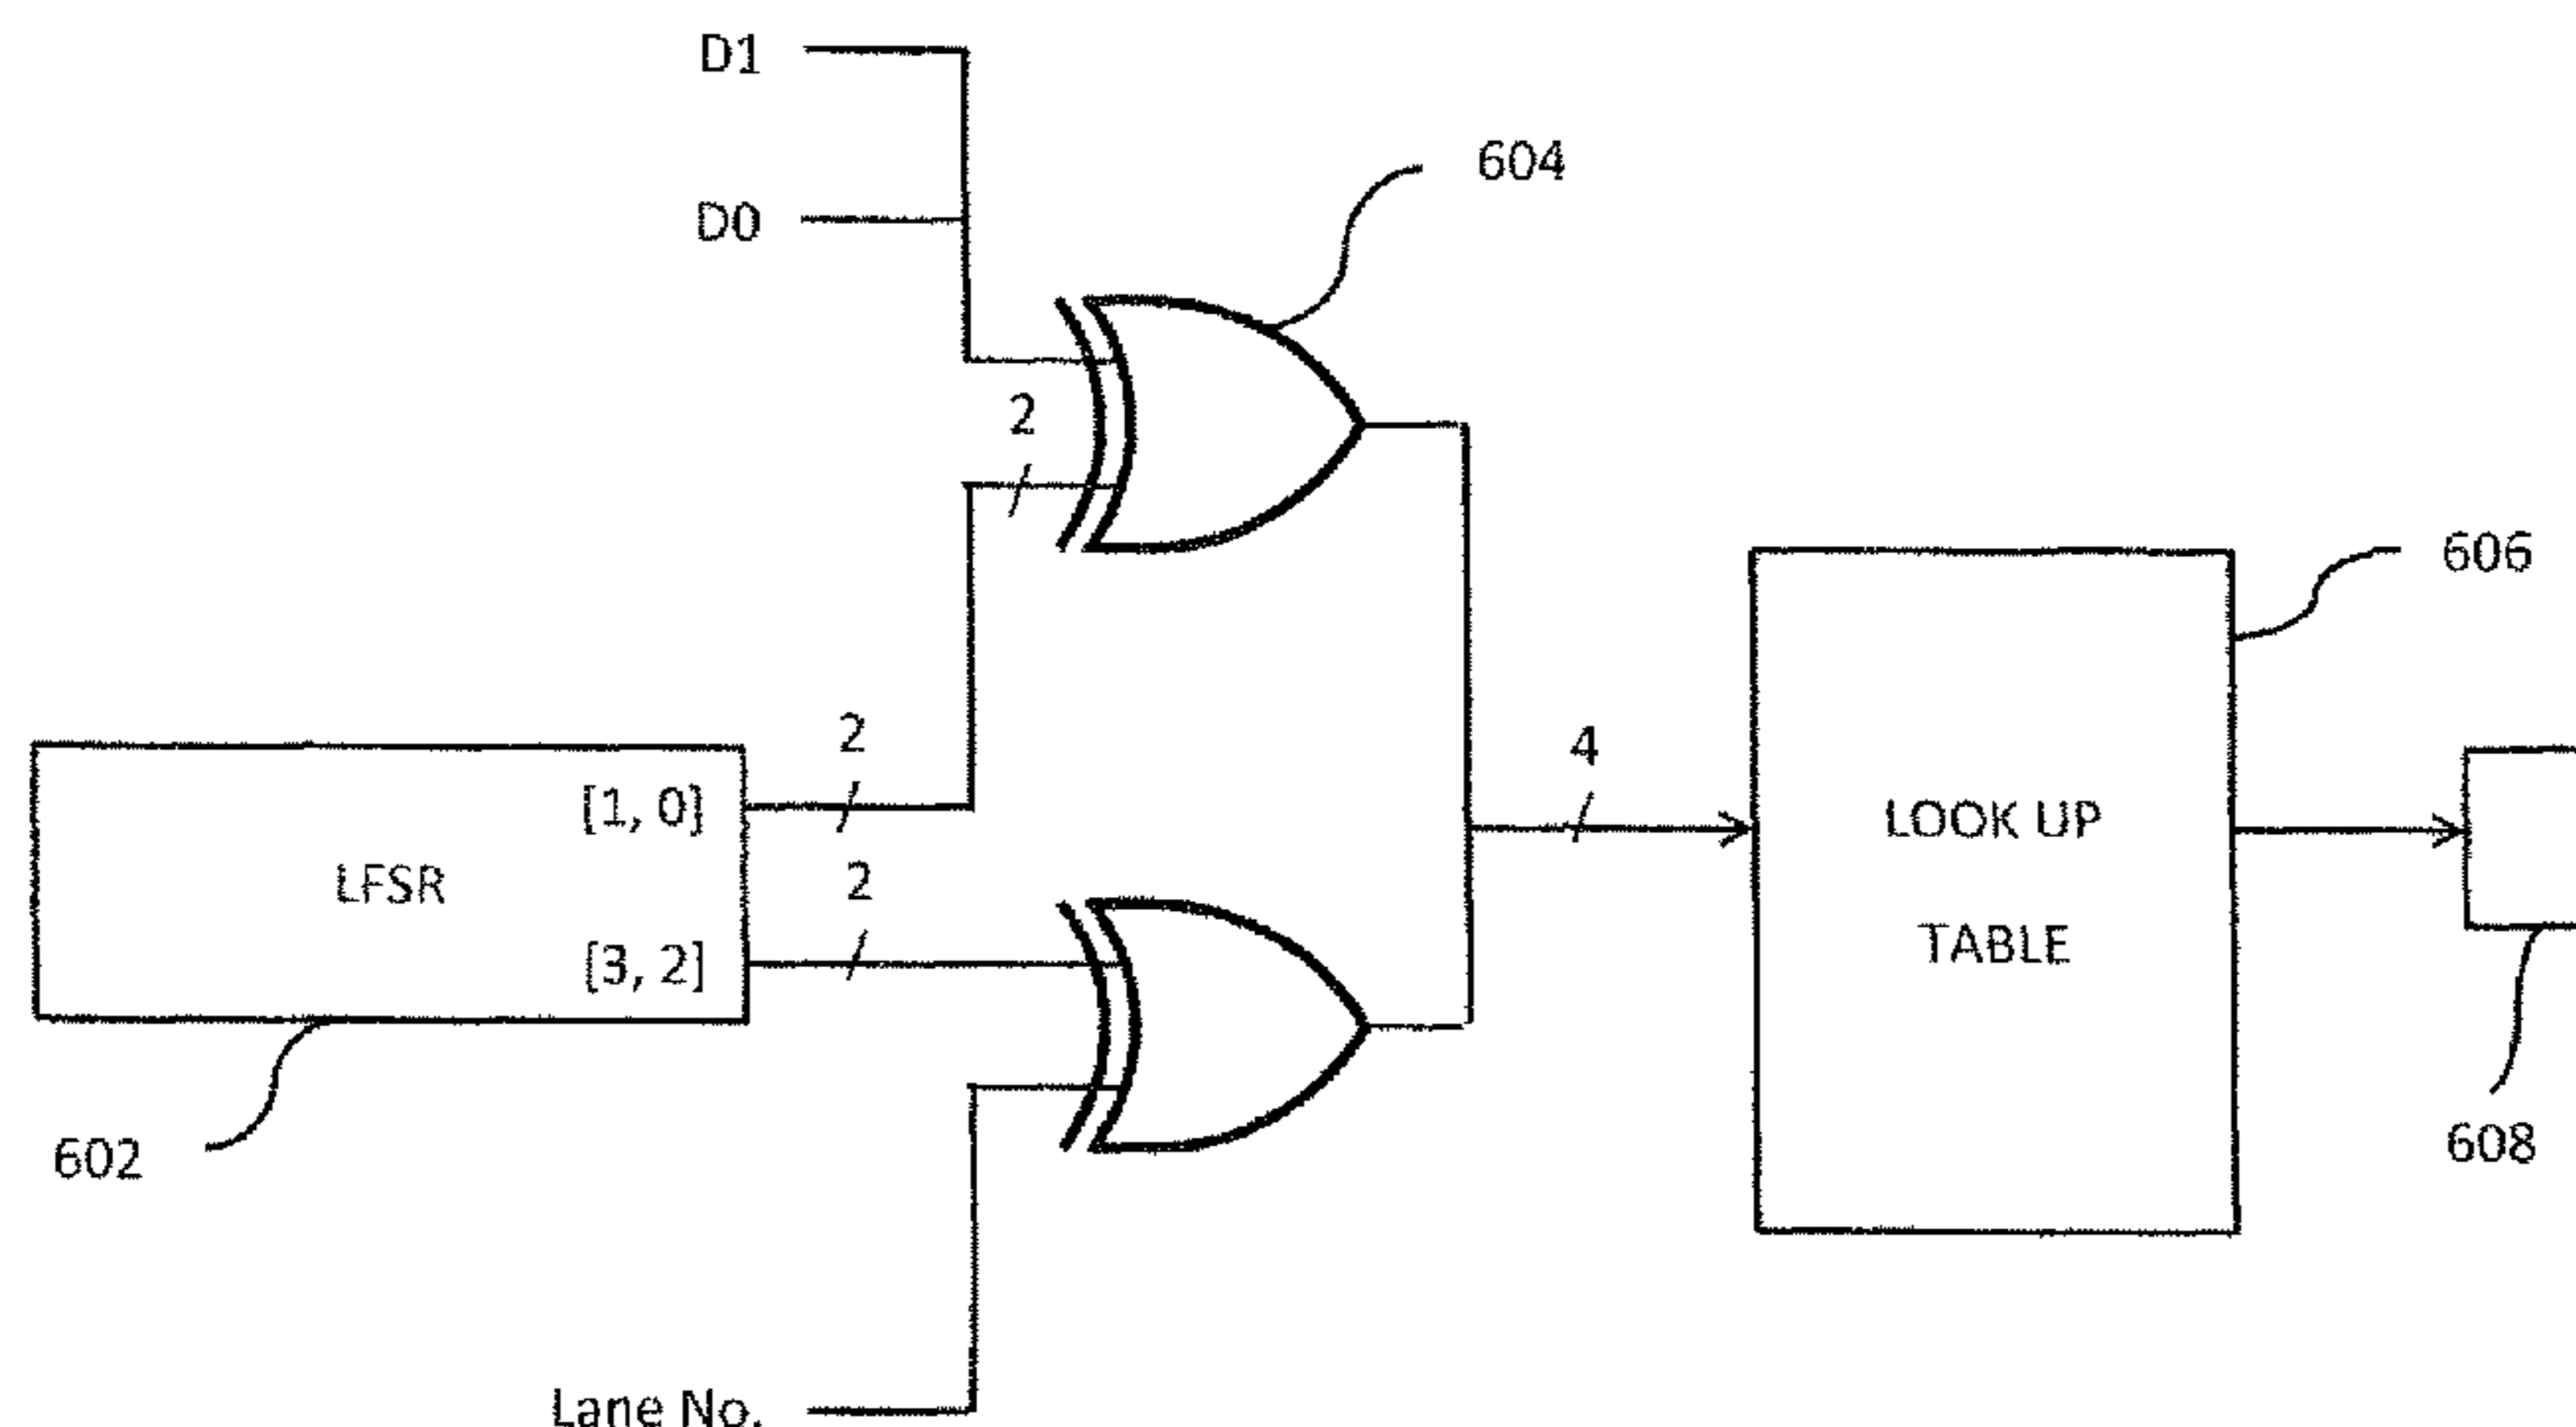 D1
D0
604
2
606
2
4
[1, 0]
LFSR
2
[3, 2]
LOOK UP
TABLE
602
608
Lane No.